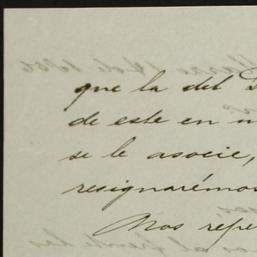 que la del D
de este en u
se le asocie,
resignarémos
Nos repe